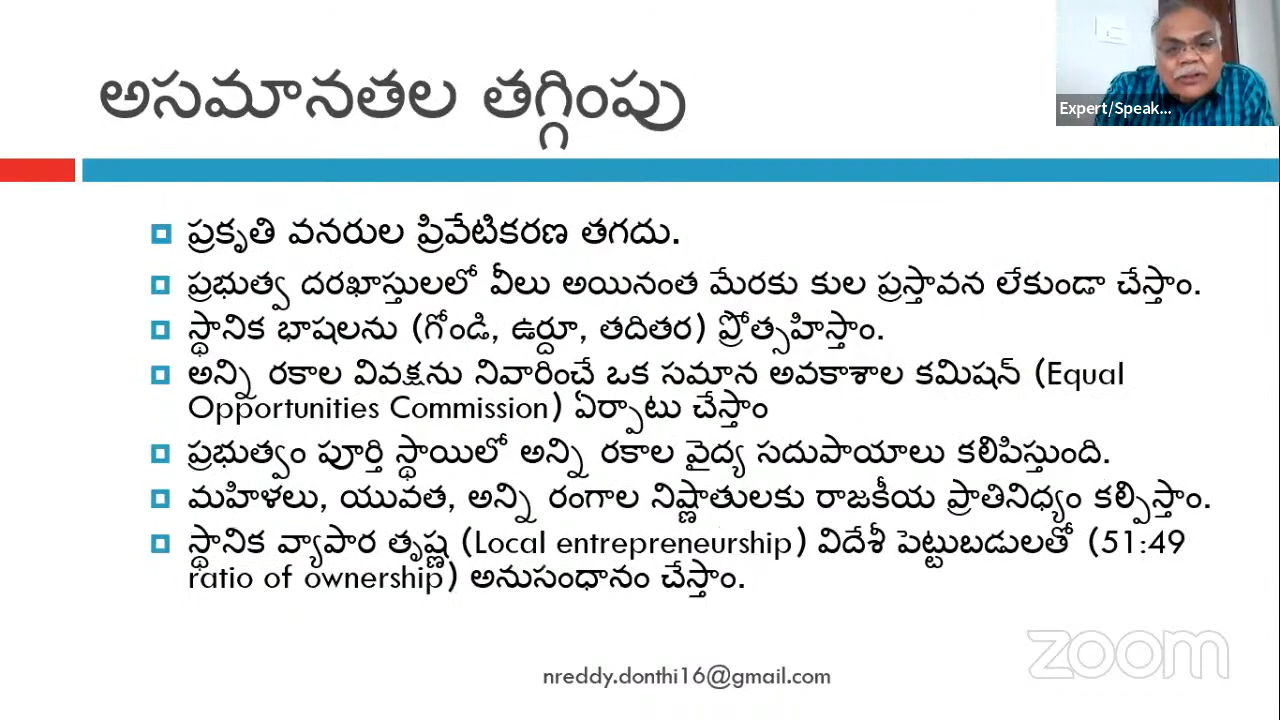 అసమానతల తగ్గింపు
Expert/Speak...
ప్రకృతి వనరుల ప్రివేటికరణ తగదు.
ప్రభుత్వ దరఖాస్తులలో వీలు అయినంత మేరకు కుల ప్రస్తావన లేకుండా చేస్తాం.
స్థానిక భాషలను (గోండి, ఉర్దూ, తదితర) ప్రోత్సహిస్తాం.
అన్ని రకాల వివక్షను నివారించే ఒక సమాన అవకాశాల కమిషన్ (Equal
Opportunities Commission) ఏర్పాటు చేస్తాం
ప్రభుత్వం పూర్తి స్థాయిలో అన్ని రకాల వైద్య సదుపాయాలు కలిపిస్తుంది.
మహిళలు, యువత, అన్ని రంగాల నిష్ణాతులకు రాజకీయ ప్రాతినిధ్యం కల్పిస్తాం.
స్థానిక వ్యాపార తృష్ణ (Local entrepreneurship) విదేశీ పెట్టుబడులతో (51:49
ratio of ownership) అనుసంధానం చేస్తాం.
nreddy.donthi16@gmail.com
zoom